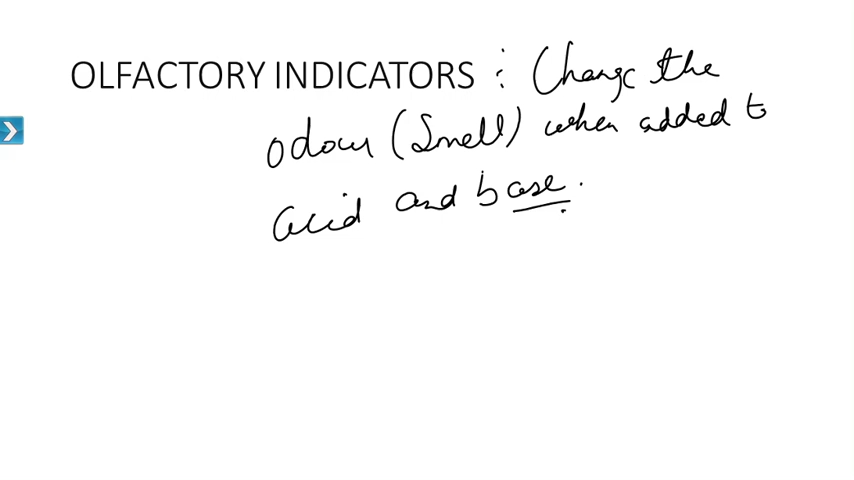 OLFACTORY INDICATORS : Change the
odour (Smell) when added to
acid and base.